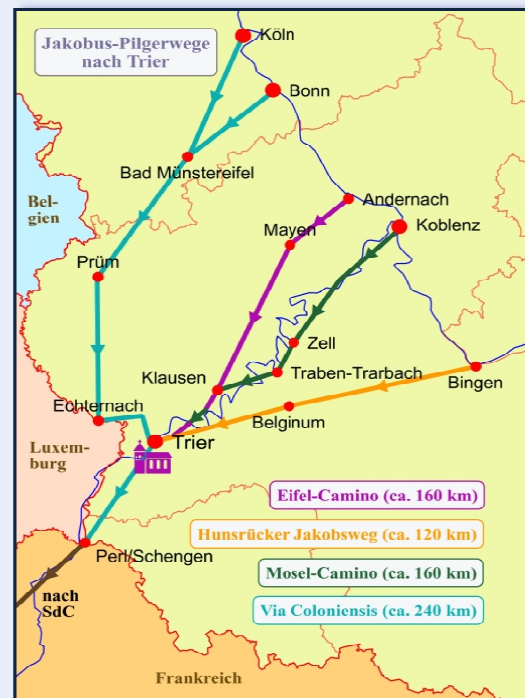 Jakobus-Pilgerwege
nach Trier
Köln
Bonn
Bad Münstereifel
Bel-
gien
Andernach
Koblenz
Mayen
Prüm
Zell
Klausen
Traben-Trarbach
Bingen
Echternach
Belginum
Trier
Luxem-
burg
Eifel-Camino (ca. 160 km)
Hunsrücker Jakobsweg (ca. 120 km)
Perl/Schengen
Mosel-Camino (ca. 160 km)
nach
SdC
Via Coloniensis (ca. 240 km)
Frankreich